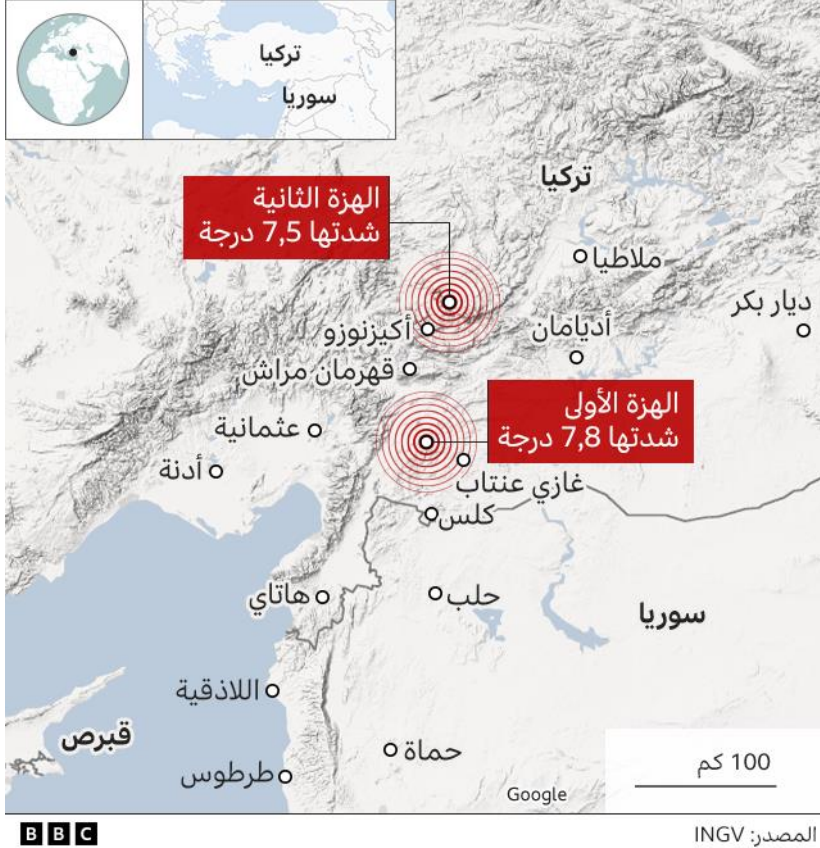 تركيا
سوريا
تركيا
الهزة الثانية
شدتها 7,5 درجة
ملاطيا
ديار بكر
أكيزنوزو
أديامان
قهرمان مراش
الهزة الأولى
شدتها 7,8 درجة
عثمانية
أدنة
غازي عنتاب
كلس
هاتاي
حلب
سوريا
اللاذقية
قبرص
حماة
طرطوس
100 كم
Google
BBC
المصدر: INGV